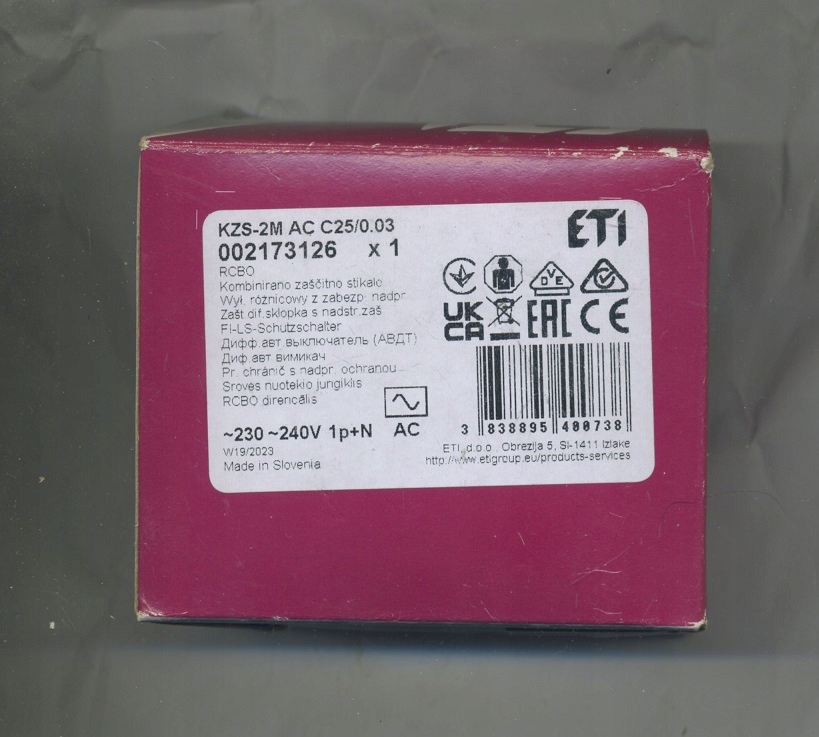 KZS-2M AC C25/0.03
002173126 x 1
ETI
RCBO
Kombinirano zaščitno stikalo
Wył. różnicowy z zabezp. nadpr.
Zašt.dif.sklopka s nadstr.zaš
FI-LS-Schutzschalter
Дифф.авт.выключатель (АВДТ)
Диф.авт вимикач
Pr. chránič s nadpr. ochranou
Srovės nuotėkio jungiklis
RCBO direncális
VDE
UK
CA
EAC
CE
~230 ~240V 1p+N
AC
3 838895 400738
W19/2023
Made in Slovenia
ETI, d.o.o. Obrezija 5, SI-1411 Izlake
http://www.etigroup.eu/products-services